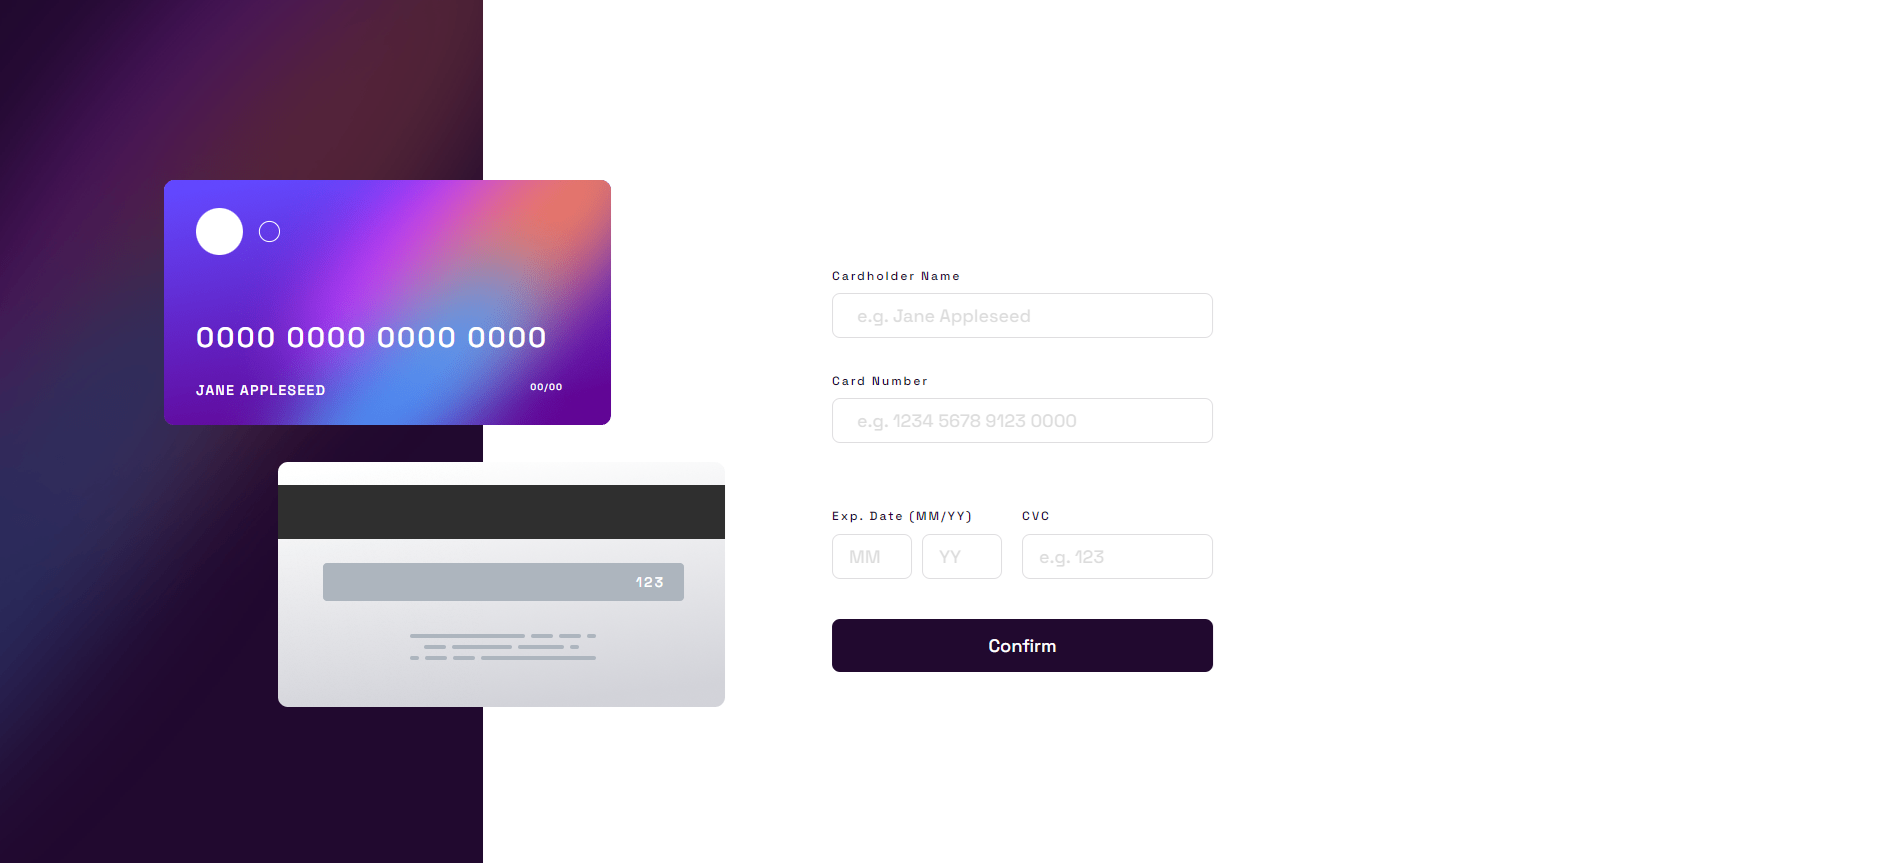 0000 0000 0000 0000
JANE APPLESEED 00/00
123
Cardholder Name
e.g. Jane Appleseed
Card Number
e.g. 1234 5678 9123 0000
Exp. Date (MM/YY) CVC
MM YY e.g. 123
Confirm